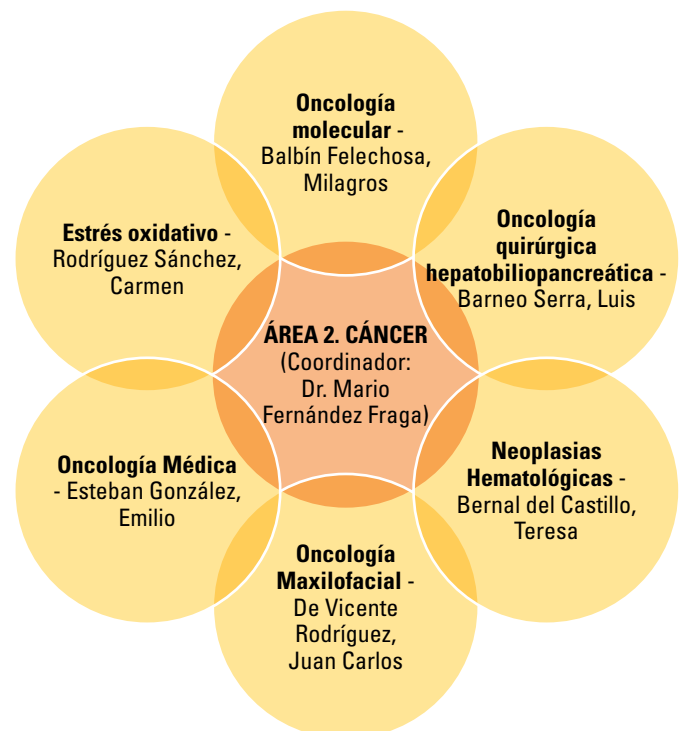 Oncología
molecular -
Balbín Felechosa,
Milagros
Oncología
quirúrgica
hepatobiliopancreática -
Barneo Serra, Luis
Neoplasias
Hematológicas -
Bernal del Castillo,
Teresa
Oncología
Maxilofacial -
De Vicente
Rodríguez,
Juan Carlos
Oncología Médica
- Esteban González,
Emilio
Estrés oxidativo -
Rodríguez Sánchez,
Carmen
ÁREA 2. CÁNCER
(Coordinador:
Dr. Mario
Fernández Fraga)